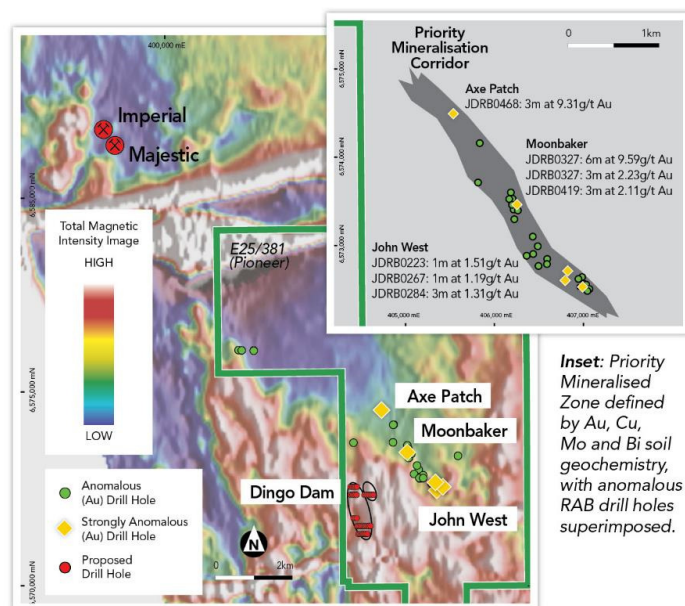 400,000 mE
Imperial
Majestic
6,585,000 mN
Total Magnetic
Intensity Image
HIGH
LOW
E25/381
(Pioneer)
6,575,000 mN
Axe Patch
Moonbaker
Dingo Dam
John West
Anomalous
(Au) Drill Hole
Strongly Anomalous
(Au) Drill Hole
Proposed
Drill Hole
N
0 2km
6,570,000 mN
Priority
Mineralisation
Corridor
0 1km
6,575,000 mN
Axe Patch
JDRB0468: 3m at 9.31g/t Au
6,574,000 mN
Moonbaker
JDRB0327: 6m at 9.59g/t Au
JDRB0327: 3m at 2.23g/t Au
JDRB0419: 3m at 2.11g/t Au
6,573,000 mN
John West
JDRB0223: 1m at 1.51g/t Au
JDRB0267: 1m at 1.19g/t Au
JDRB0284: 3m at 1.31g/t Au
405,000 mE
406,000 mE
407,000 mE
Inset: Priority
Mineralised
Zone defined
by Au, Cu,
Mo and Bi soil
geochemistry,
with anomalous
RAB drill holes
superimposed.